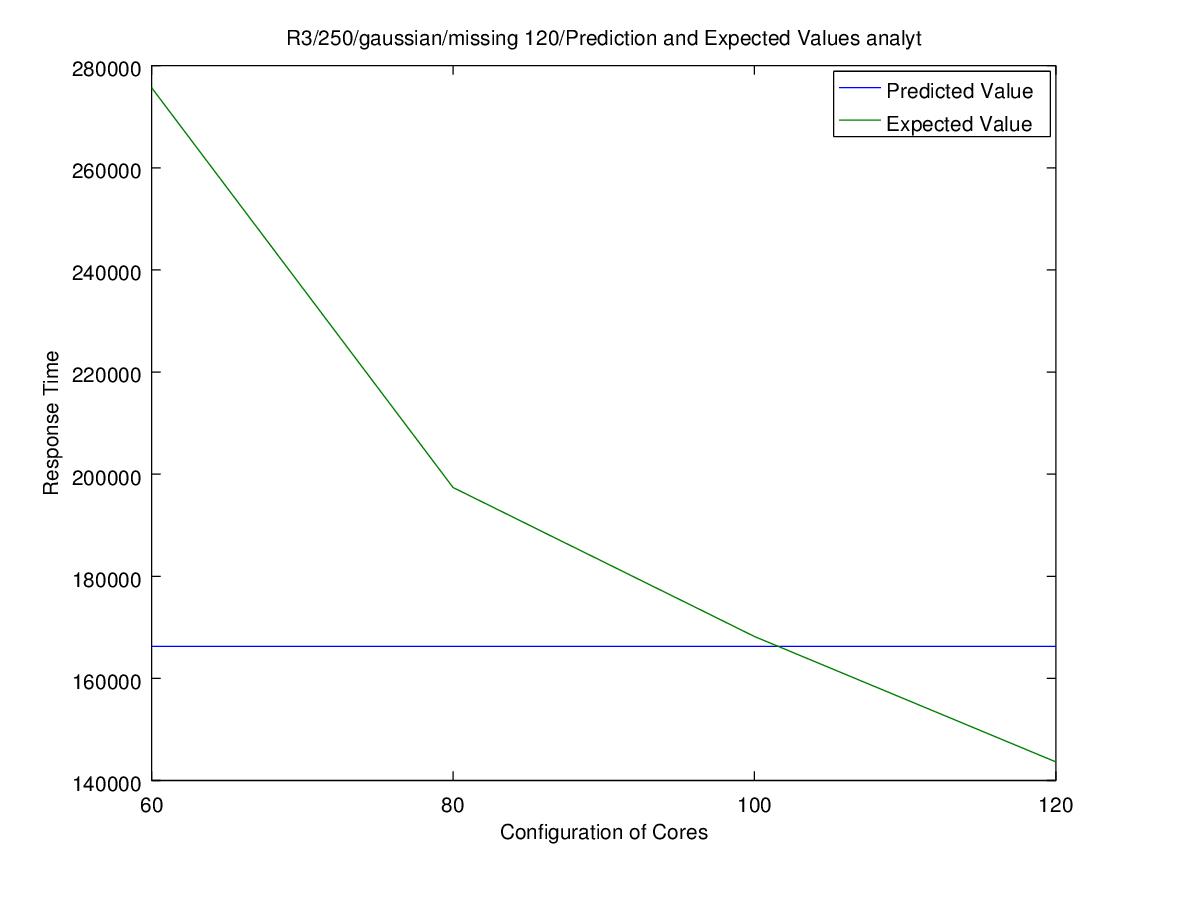 R3/250/gaussian/missing 120/Prediction and Expected Values analyt
280000
260000
240000
220000
200000
180000
160000
140000
Response Time
Predicted Value
Expected Value
60 80 100 120
Configuration of Cores